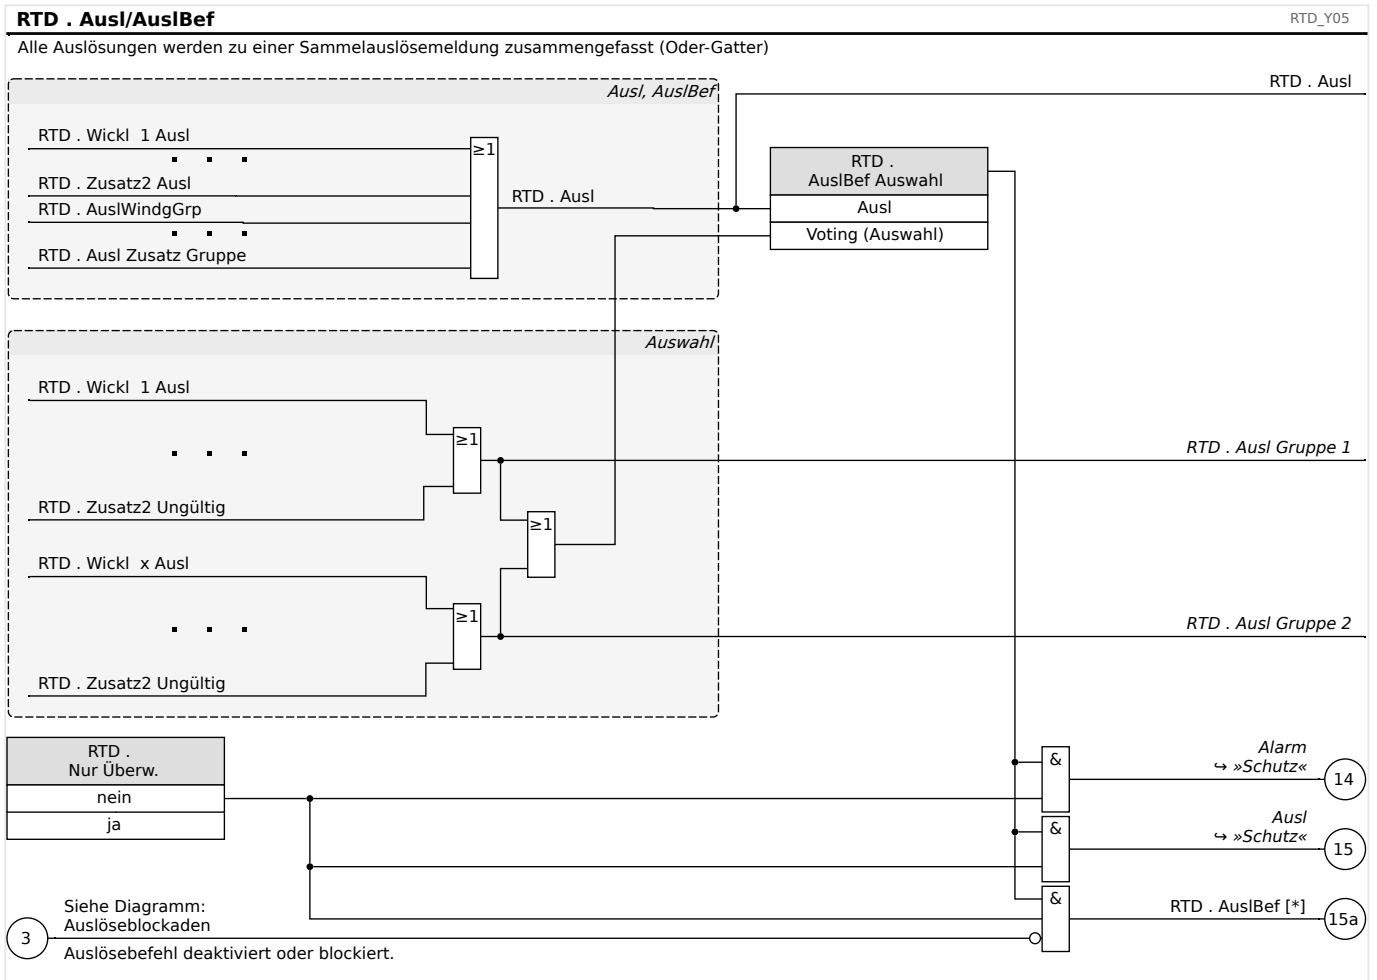 RTD . Ausl/AuslBef
RTD_Y05
Alle Auslösungen werden zu einer Sammelauslösemeldung zusammengefasst (Oder-Gatter)
Ausl, AuslBef
RTD . Ausl
RTD . Wickl  1 Ausl
≥1
RTD . Zusatz2 Ausl
RTD . AuslWindgGrp
RTD . Ausl Zusatz Gruppe
RTD . Ausl
RTD .
AuslBef Auswahl
Ausl
Voting (Auswahl)
Auswahl
RTD . Wickl  1 Ausl
≥1
RTD . Zusatz2 Ungültig
RTD . Ausl Gruppe 1
≥1
RTD . Wickl  x Ausl
≥1
RTD . Zusatz2 Ungültig
RTD . Ausl Gruppe 2
RTD .
Nur Überw.
nein
ja
&
Alarm
↪ »Schutz«
14
&
Ausl
↪ »Schutz«
15
&
RTD . AuslBef [*]
15a
3
Siehe Diagramm:
Auslöseblockaden
Auslösebefehl deaktiviert oder blockiert.